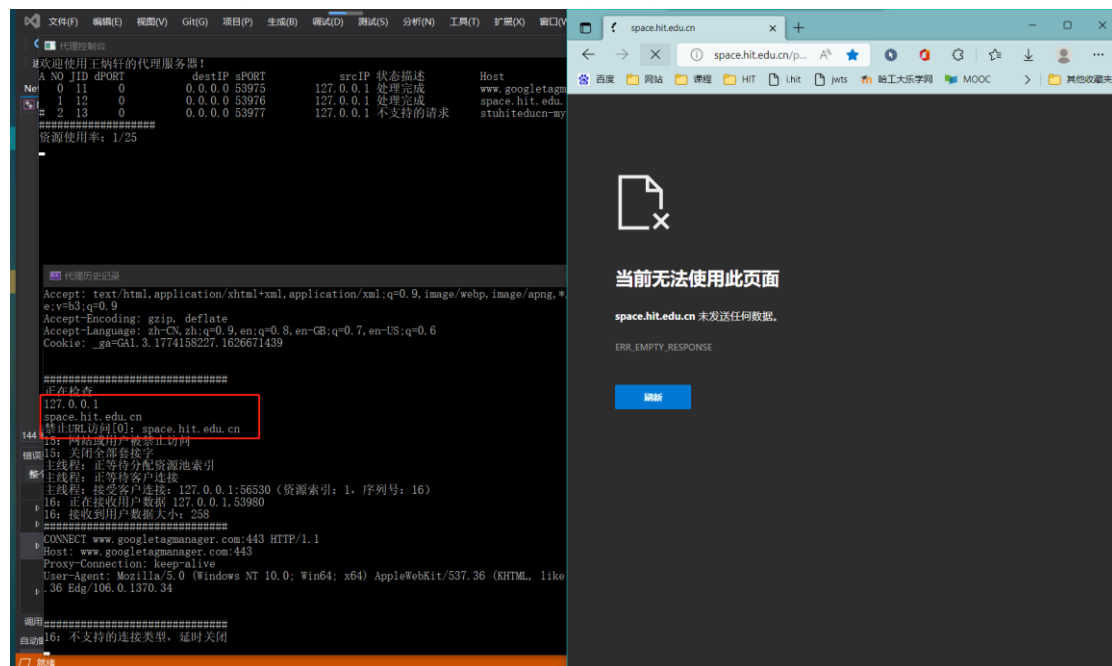 文件(F) 编辑(E) 视图(V) Git(G) 项目(P) 生成(B) 调试(D) 测试(S) 分析(N) 工具(T) 扩展(X) 窗口(V
代理控制台
欢迎使用王炳轩的代理服务器!
A NO JID dPORT destIP sPORT srcIP 状态描述 Host
0 11 0 0.0.0.0 53975 127.0.0.1 处理完成 www.googletagm
1 12 0 0.0.0.0 53976 127.0.0.1 处理完成 space.hit.edu.
# 2 13 0 0.0.0.0 53977 127.0.0.1 不支持的请求 stuhiteducn-my
###################
资源使用率: 1/25
代理历史记录
Accept: text/html,application/xhtml+xml,application/xml;q=0.9,image/webp,image/apng,*
e;v=b3;q=0.9
Accept-Encoding: gzip, deflate
Accept-Language: zh-CN,zh;q=0.9,en;q=0.8,en-GB;q=0.7,en-US;q=0.6
Cookie: _ga=GA1.3.1774158227.1626671439
##############################
正在检查
127.0.0.1
space.hit.edu.cn
禁止URL访问[0]: space.hit.edu.cn
15: 网站或用户被禁止访问
15: 关闭全部套接字
主线程: 正等待分配资源池索引
主线程: 正等待客户连接
主线程: 接受客户连接: 127.0.0.1:56530(资源索引: 1, 序列号: 16)
16: 正在接收用户数据 127.0.0.1,53980
16: 接收到用户数据大小: 258
##############################
CONNECT www.googletagmanager.com:443 HTTP/1.1
Host: www.googletagmanager.com:443
Proxy-Connection: keep-alive
User-Agent: Mozilla/5.0 (Windows NT 10.0; Win64; x64) AppleWebKit/537.36 (KHTML, like
.36 Edg/106.0.1370.34
##############################
16: 不支持的连接类型, 延时关闭
Net
144
错误
整个
调用
自动窗
就绪
space.hit.edu.cn
space.hit.edu.cn/p...
百度 网站 课程 HIT i.hit jwts 哈工大乐学网 MOOC 其他收藏夹
当前无法使用此页面
space.hit.edu.cn 未发送任何数据。
ERR_EMPTY_RESPONSE
刷新